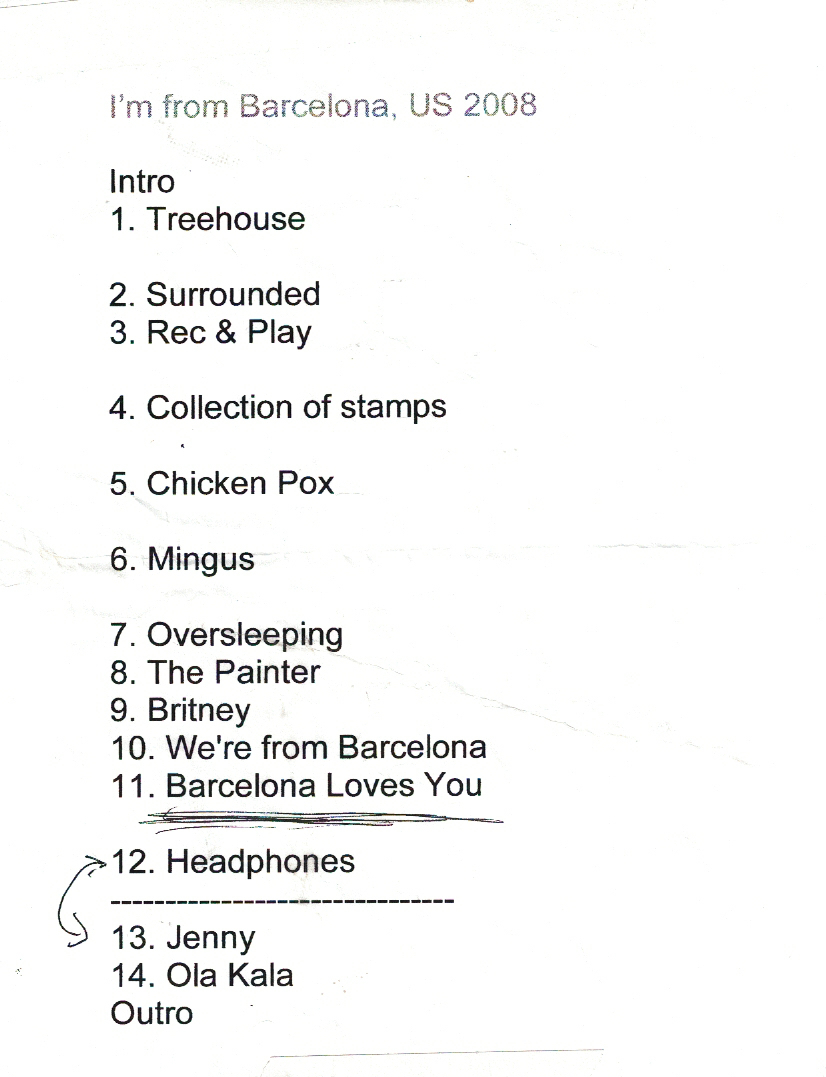 I'm from Barcelona, US 2008
Intro
1. Treehouse
2. Surrounded
3. Rec & Play
4. Collection of stamps
5. Chicken Pox
6. Mingus
7. Oversleeping
8. The Painter
9. Britney
10. We're from Barcelona
11. Barcelona Loves You
12. Headphones
------------------------------
13. Jenny
14. Ola Kala
Outro